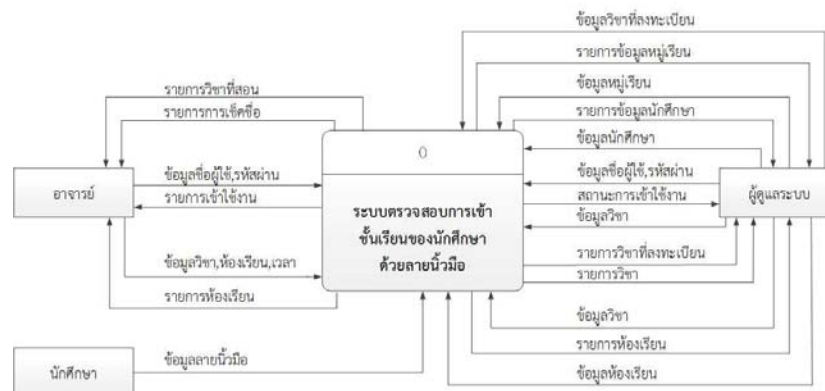 ข้อมูลวิชาที่ลงทะเบียน
รายการข้อมูลหมู่เรียน
ข้อมูลหมู่เรียน
รายการวิชาที่สอน
รายการการเช็คชื่อ
รายการข้อมูลนักศึกษา
0
ข้อมูลนักศึกษา
อาจารย์
ข้อมูลชื่อผู้ใช้,รหัสผ่าน
รายการเข้าใช้งาน
ข้อมูลชื่อผู้ใช้,รหัสผ่าน
สถานะการเข้าใช้งาน
ข้อมูลวิชา
ผู้ดูแลระบบ
ระบบตรวจสอบการเข้า
ชั้นเรียนของนักศึกษา
ด้วยลายนิ้วมือ
ข้อมูลวิชา,ห้องเรียน,เวลา
รายการห้องเรียน
รายการวิชาที่ลงทะเบียน
รายการวิชา
ข้อมูลวิชา
รายการห้องเรียน
ข้อมูลห้องเรียน
นักศึกษา
ข้อมูลลายนิ้วมือ